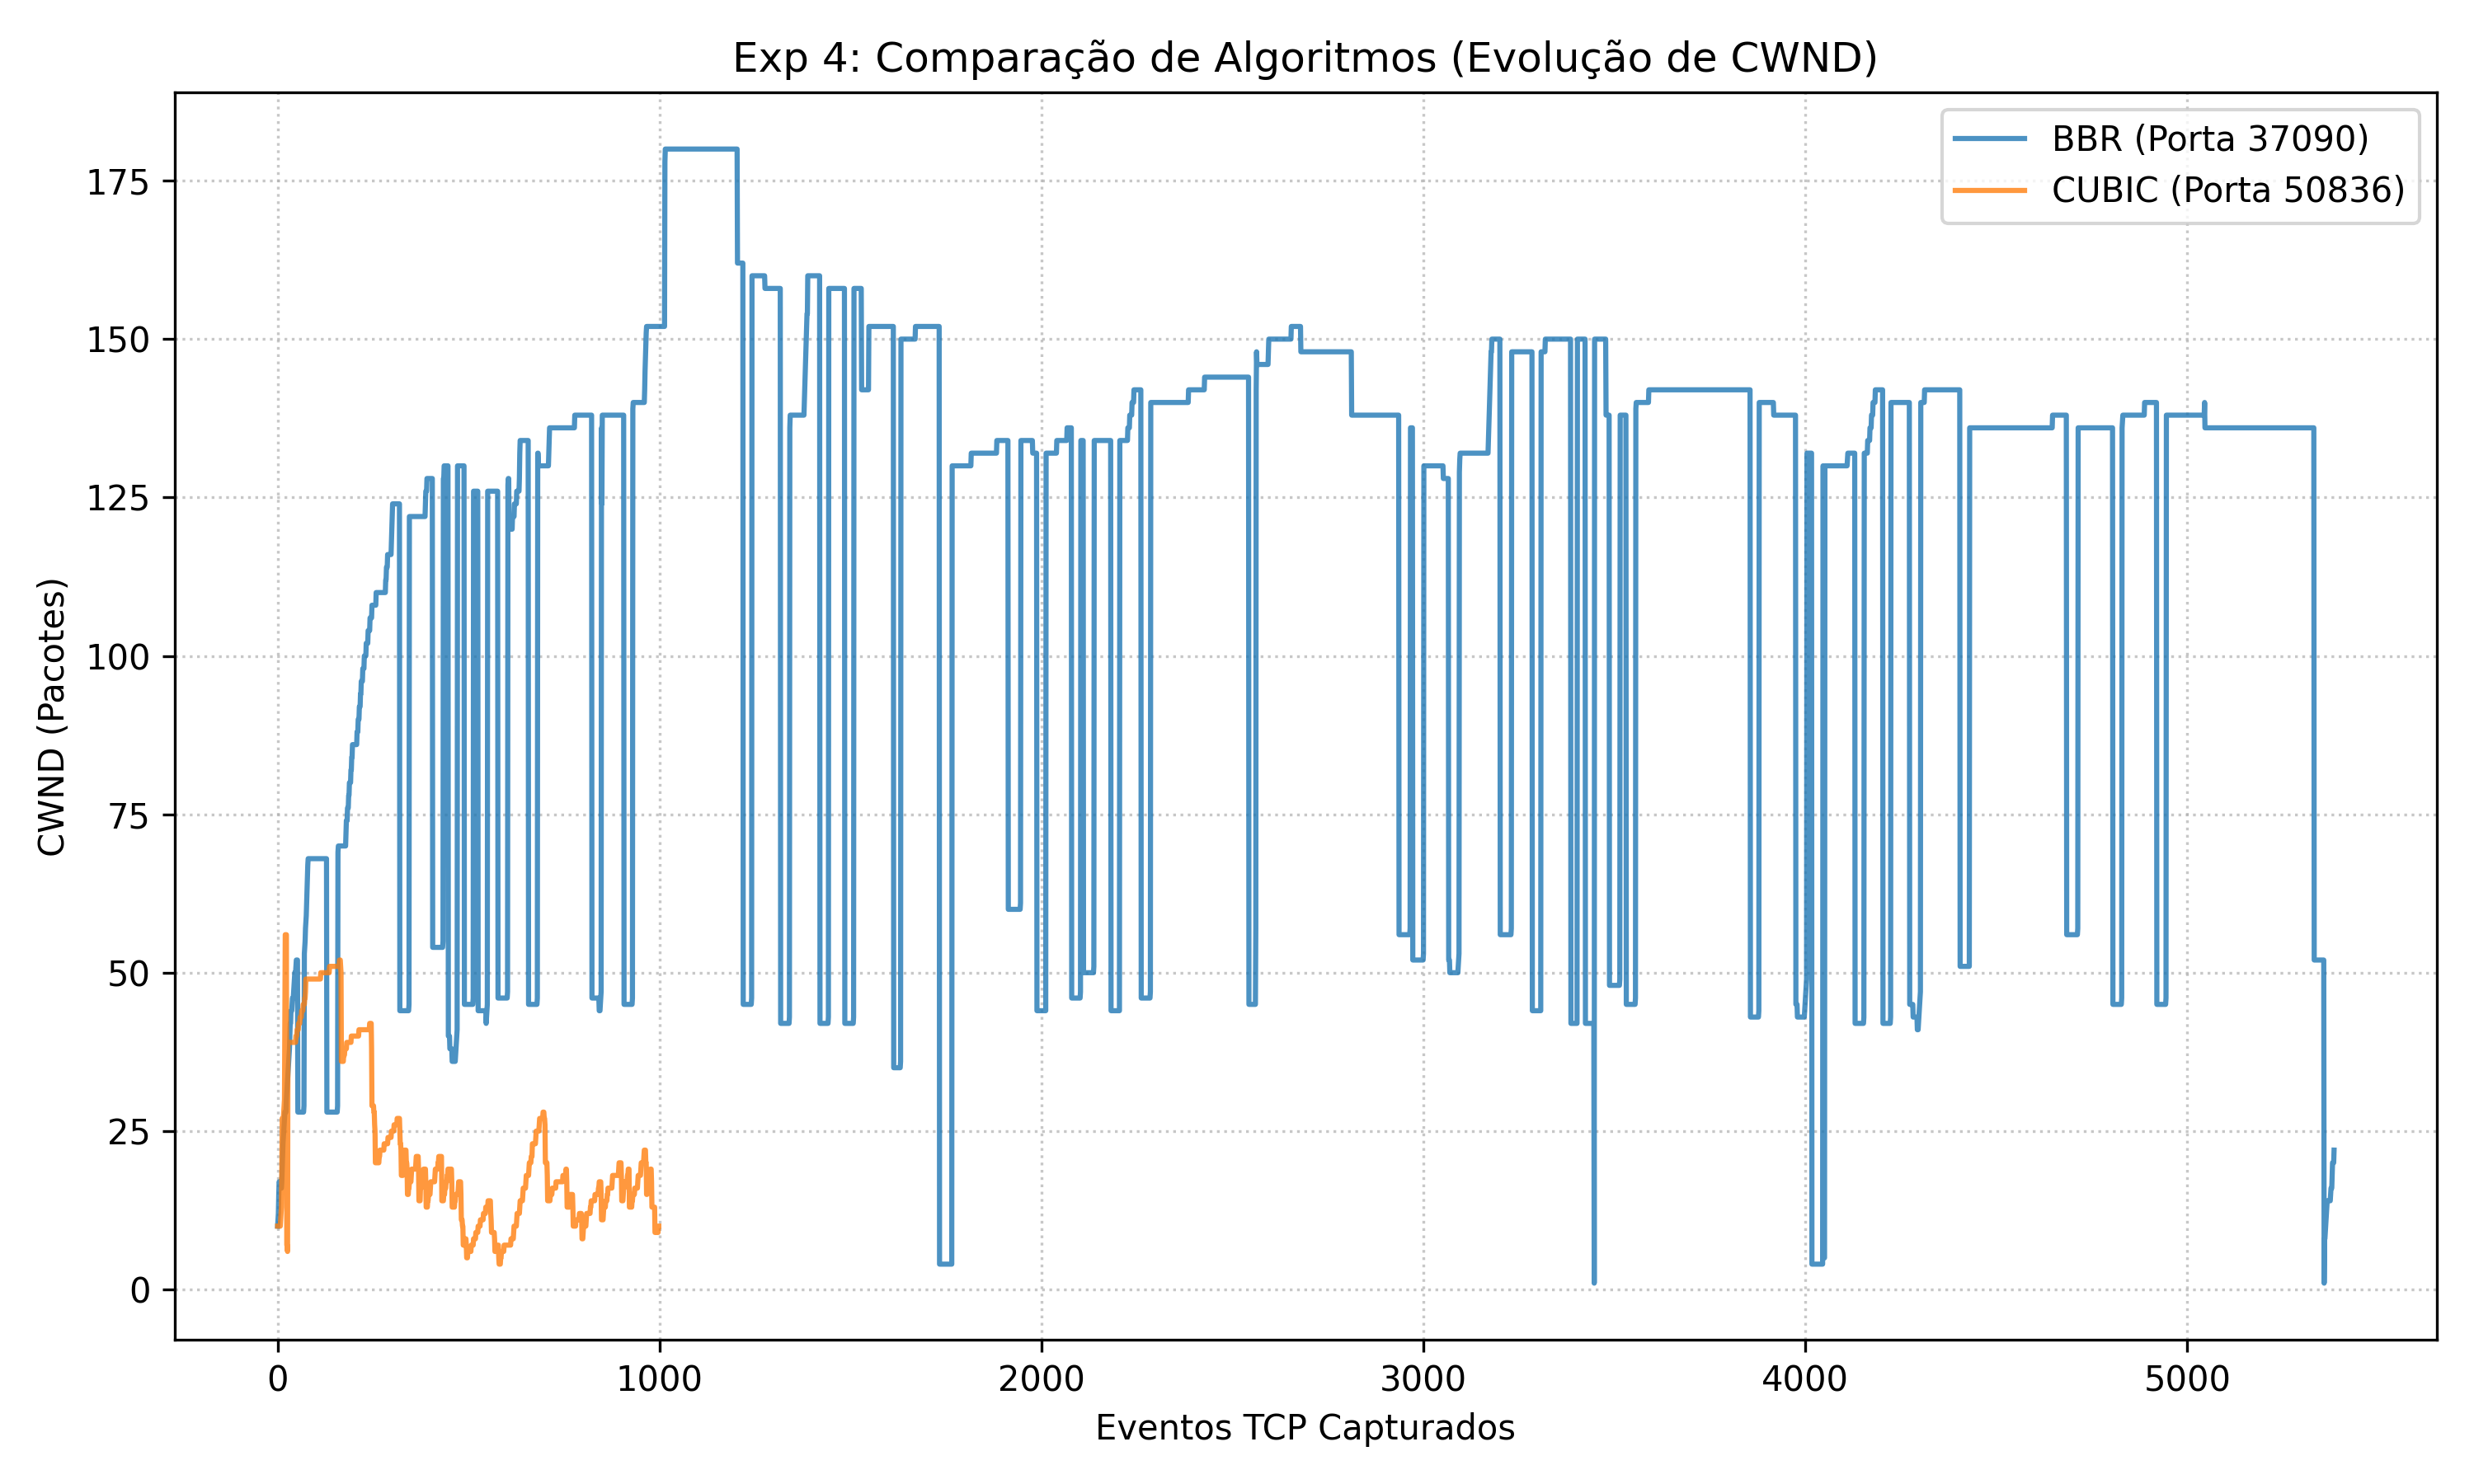 Exp 4: Comparação de Algoritmos (Evolução de CWND)
BBR (Porta 37090)
CUBIC (Porta 50836)
CWND (Pacotes)
175
150
125
100
75
50
25
0
0 1000 2000 3000 4000 5000
Eventos TCP Capturados